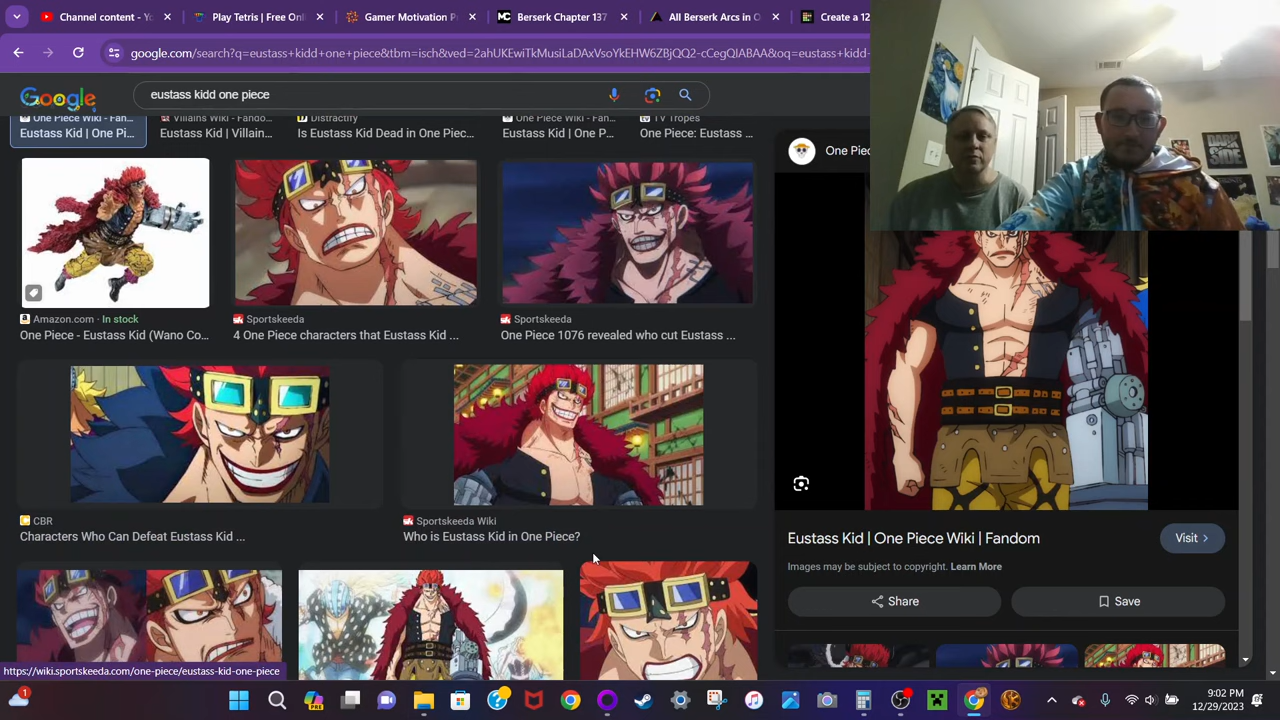 Channel content - Yo
Play Tetris | Free Onl
Gamer Motivation P
Berserk Chapter 137
All Berserk Arcs in O
Create a 12
google.com/search?q=eustass+kidd+one+piece&tbm=isch&ved=2ahUKEwiTkMusiLaDAxVsoYkEHW6ZBjQQ2-cCegQIABAA&oq=eustass+kidd-
Google
eustass kidd one piece
One Piece Wiki - Fan...
Villains Wiki - Fando...
Distractify
One Piece Wiki - Fan...
TV Tropes
Eustass Kid | One Pi...
Eustass Kid | Villain...
Is Eustass Kid Dead in One Piec...
Eustass Kid | One P...
One Piece: Eustass ...
One Piec
DARK
SIDE
Amazon.com · In stock
One Piece - Eustass Kid (Wano Co...
Sportskeeda
4 One Piece characters that Eustass Kid ...
Sportskeeda
One Piece 1076 revealed who cut Eustass ...
CBR
Characters Who Can Defeat Eustass Kid ...
Sportskeeda Wiki
Who is Eustass Kid in One Piece?
Eustass Kid | One Piece Wiki | Fandom
Visit
Images may be subject to copyright. Learn More
Share
Save
https://wiki.sportskeeda.com/one-piece/eustass-kid-one-piece
1
PRE
9:02 PM
12/29/2023